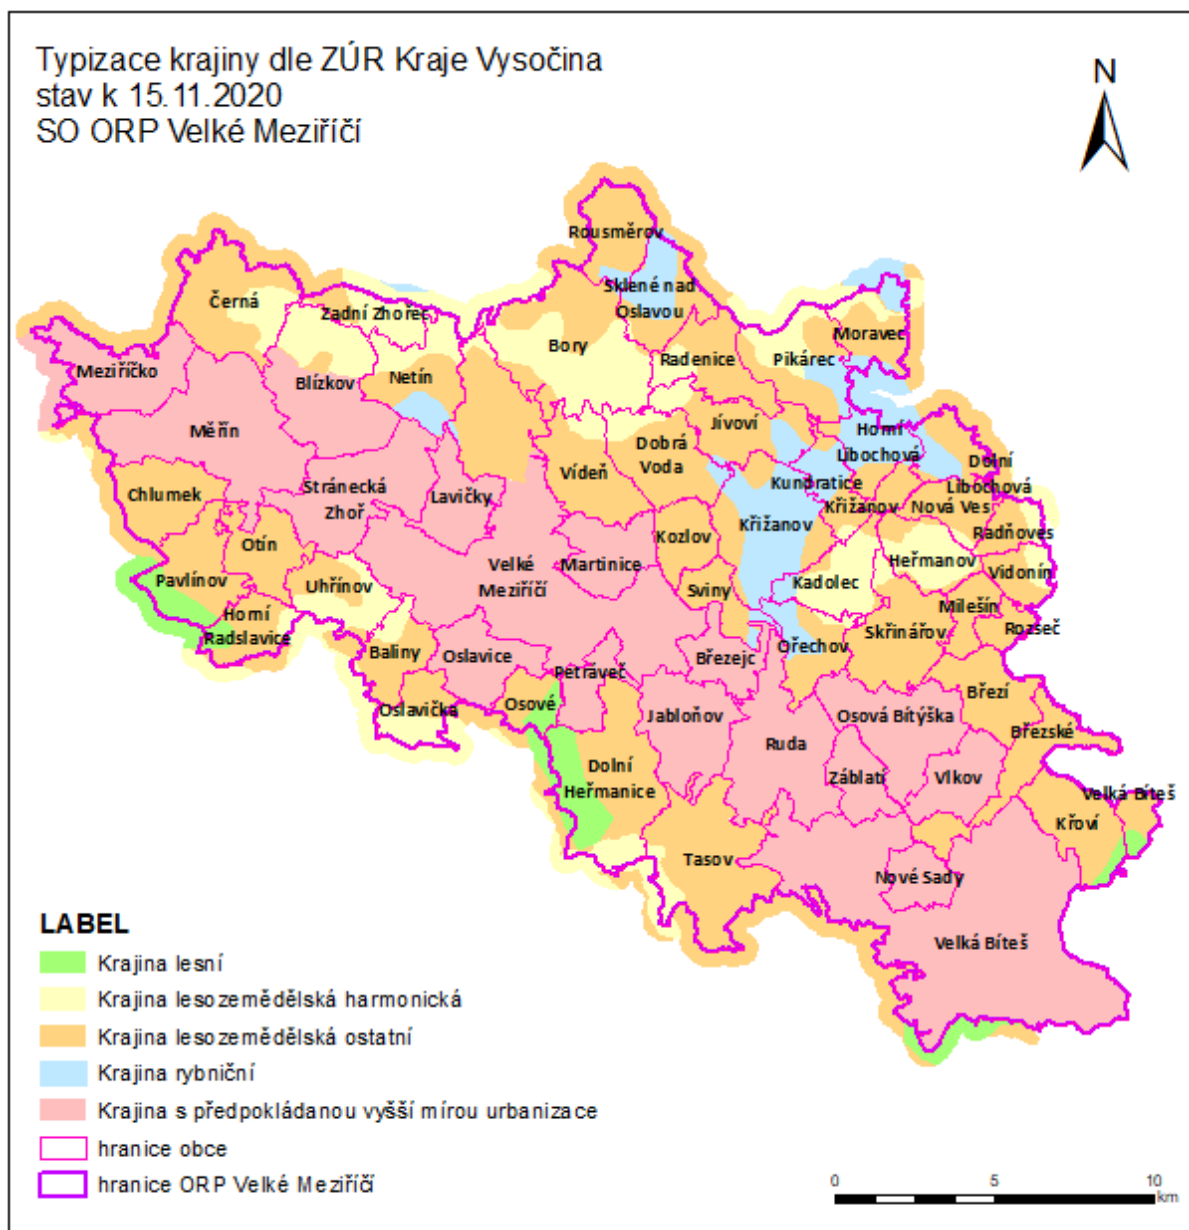 Typizace krajiny dle ZÚR Kraje Vysočina
stav k 15.11.2020
SO ORP Velké Meziříčí
N
Rousměrov
Sklené nad
Oslavou
Černá
Zadní Zhořec
Bory
Radenice
Pikárec
Moravec
Meziříčko
Blízkov
Netín
Měřín
Jívoví
Horní
Libochová
Dobrá
Voda
Vídeň
Dolní
Libochová
Chlumek
Stránecká
Zhoř
Lavičky
Kundratice
Křižanov
Nová Ves
Křižanov
Radňoves
Otín
Kozlov
Velké
Meziříčí
Martinice
Heřmanov
Vidonín
Pavlínov
Uhřínov
Kadolec
Sviny
Milešín
Horní
Radslavice
Skřinářov
Rozseč
Baliny
Oslavice
Březejc
Ořechov
Petráveč
Březí
Oslavička
Osové
Jabloňov
Osová Bítýška
Ruda
Březské
Dolní
Heřmanice
Záblatí
Vlkov
Velká Bíteš
Křoví
Tasov
Nové Sady
Velká Bíteš
LABEL
Krajina lesní
Krajina lesozemědělská harmonická
Krajina lesozemědělská ostatní
Krajina rybniční
Krajina s předpokládanou vyšší mírou urbanizace
hranice obce
hranice ORP Velké Meziříčí
0 5 10
km